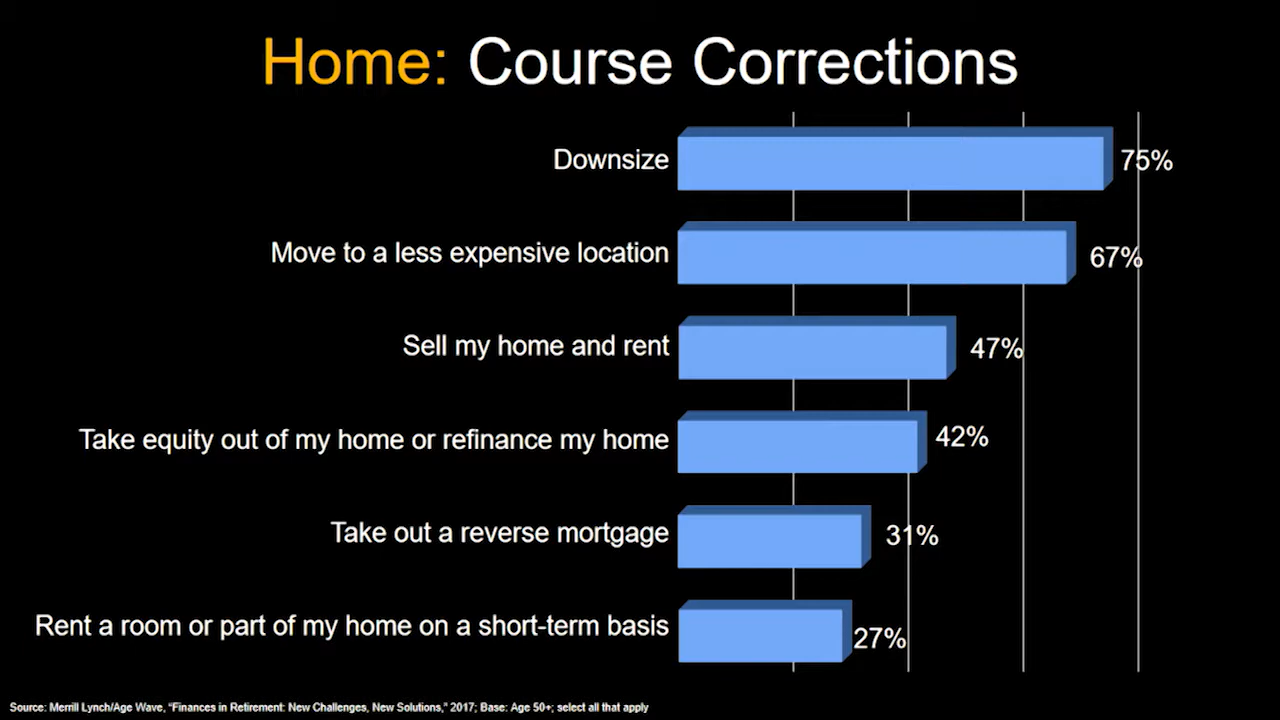 Home: Course Corrections
Downsize
75%
Move to a less expensive location
67%
Sell my home and rent
47%
Take equity out of my home or refinance my home
42%
Take out a reverse mortgage
31%
Rent a room or part of my home on a short-term basis
27%
Source: Merrill Lynch/Age Wave, “Finances in Retirement: New Challenges, New Solutions,” 2017; Base: Age 50+; select all that apply